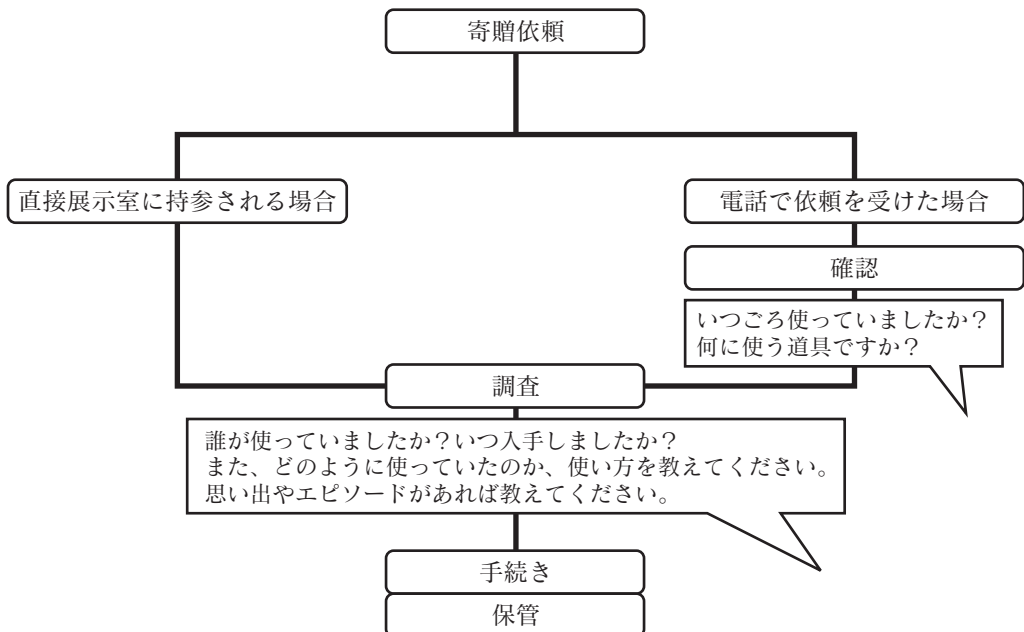 寄贈依頼
直接展示室に持参される場合
電話で依頼を受けた場合
確認
いつごろ使っていましたか？
何に使う道具ですか？
調査
誰が使っていましたか？いつ入手しましたか？
また、どのように使っていたのか、使い方を教えてください。
思い出やエピソードがあれば教えてください。
手続き
保管